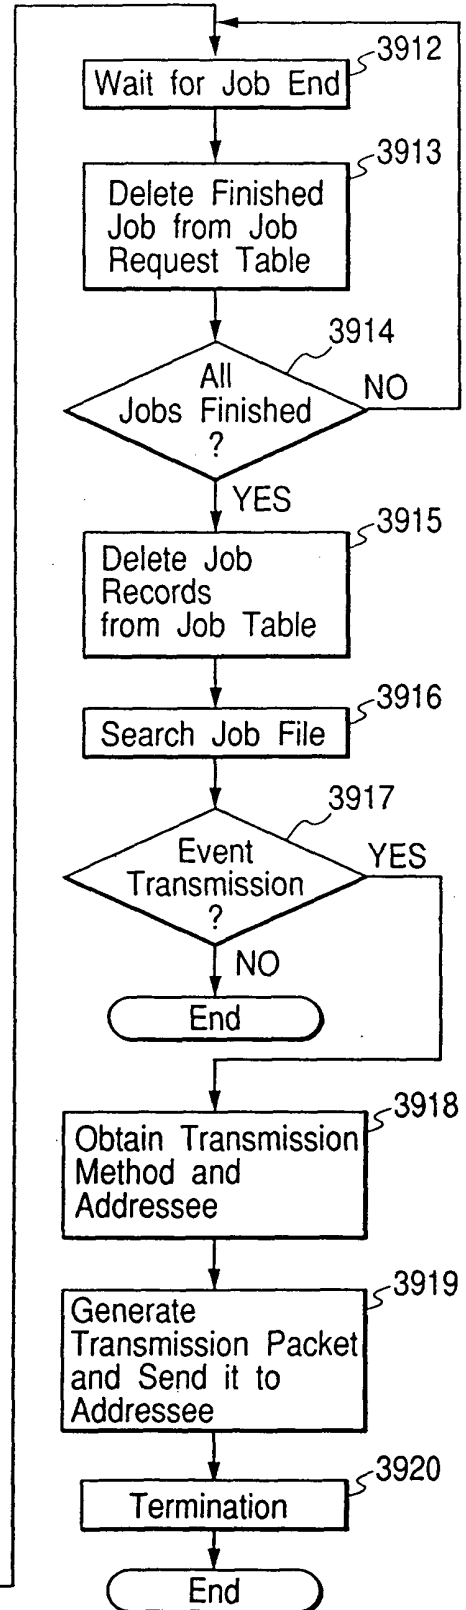 3912
Wait for Job End
3913
Delete Finished
Job from Job
Request Table
3914
All
Jobs Finished
?
NO
YES
3915
Delete Job
Records
from Job Table
3916
Search Job File
3917
Event
Transmission
?
YES
NO
End
3918
Obtain Transmission
Method and
Addressee
3919
Generate
Transmission Packet
and Send it to
Addressee
3920
Termination
End